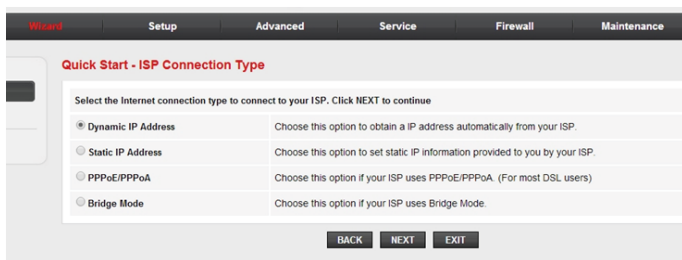 Wizard Setup Advanced Service Firewall Maintenance
Quick Start - ISP Connection Type
Select the Internet connection type to connect to your ISP. Click NEXT to continue
Dynamic IP Address Choose this option to obtain a IP address automatically from your ISP.
Static IP Address Choose this option to set static IP information provided to you by your ISP.
PPPoE/PPPoA Choose this option if your ISP uses PPPoE/PPPoA. (For most DSL users)
Bridge Mode Choose this option if your ISP uses Bridge Mode.
BACK NEXT EXIT